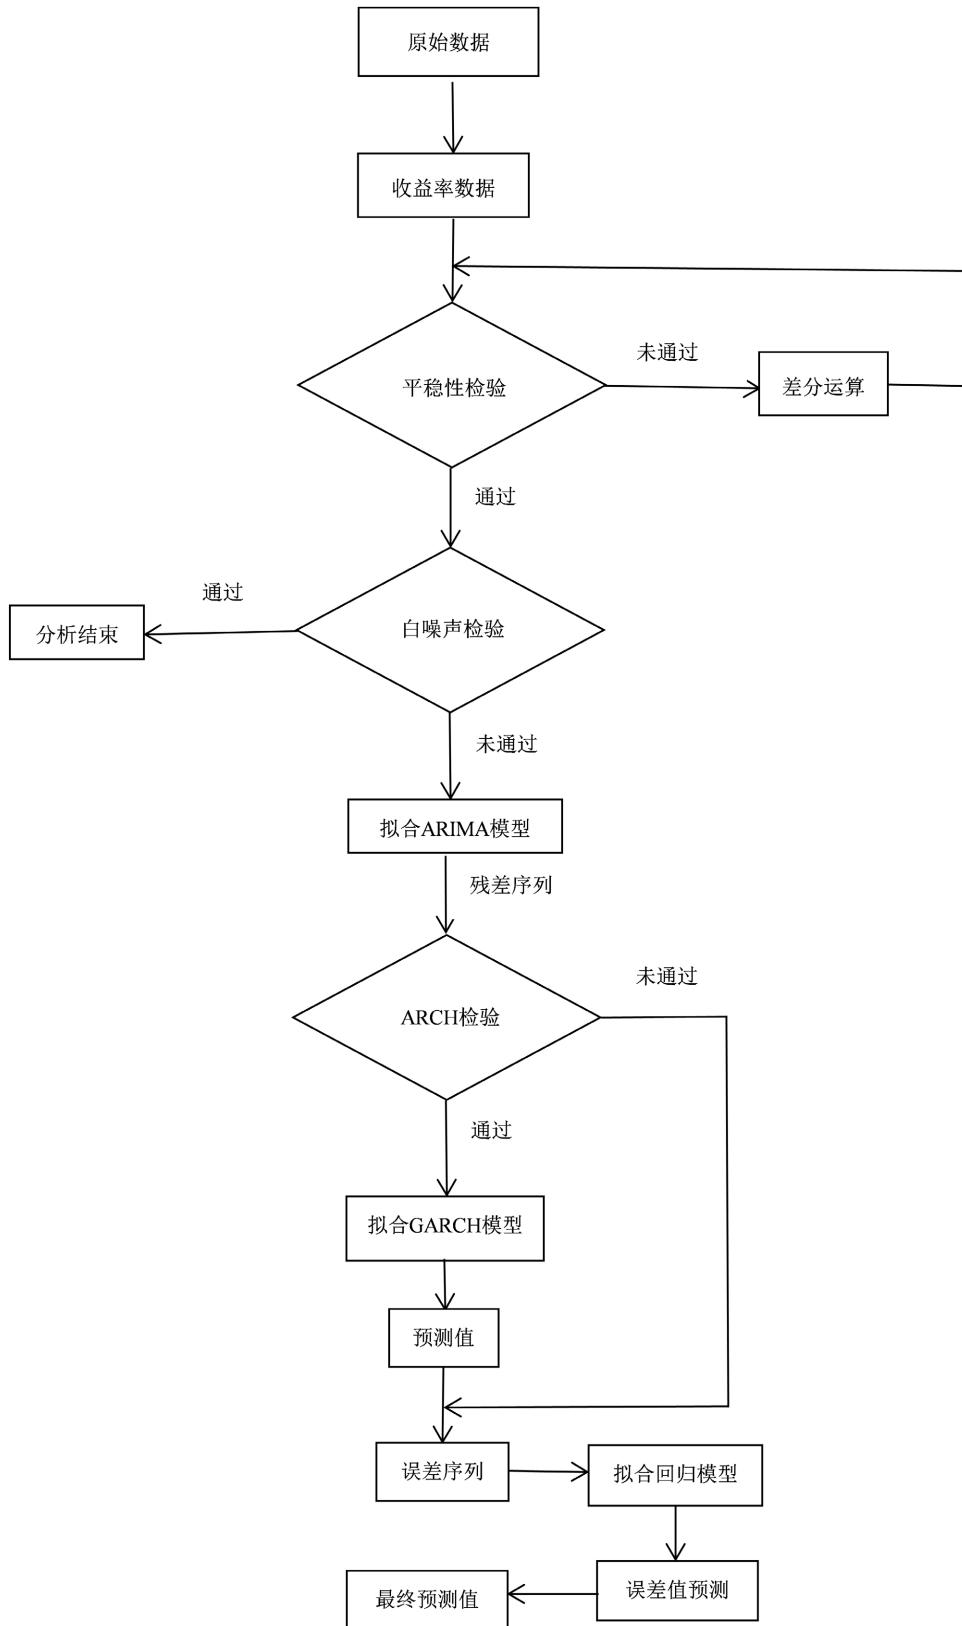 原始数据
收益率数据
未通过
平稳性检验
差分运算
通过
通过
分析结束
白噪声检验
未通过
拟合ARIMA模型
残差序列
未通过
ARCH检验
通过
拟合GARCH模型
预测值
误差序列
拟合回归模型
误差值预测
最终预测值